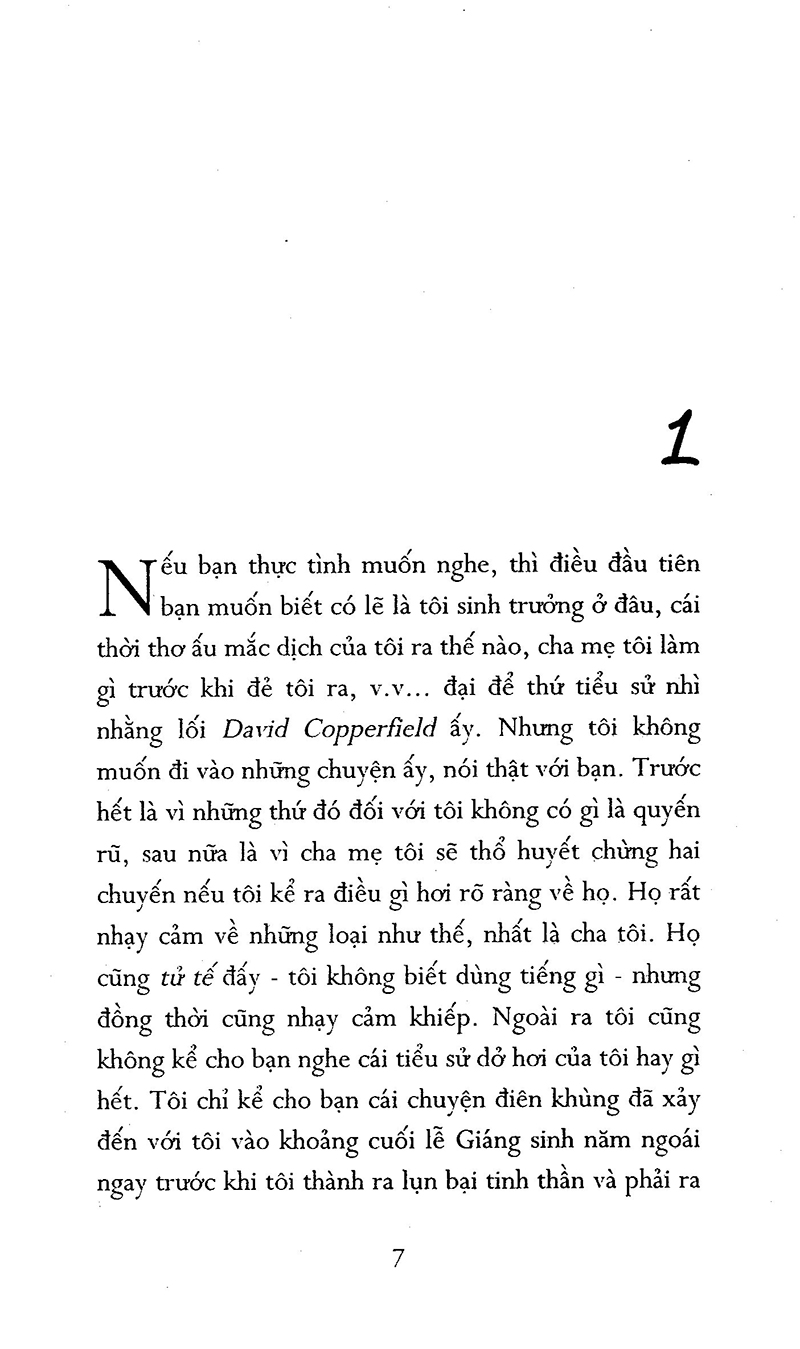 1
Nếu bạn thực tình muốn nghe, thì điều đầu tiên
bạn muốn biết có lẽ là tôi sinh trưởng ở đâu, cái
thời thơ ấu mắc dịch của tôi ra thế nào, cha mẹ tôi làm
gì trước khi đẻ tôi ra, v.v... đại để thứ tiểu sử nhì
nhằng lối David Copperfield ấy. Nhưng tôi không
muốn đi vào những chuyện ấy, nói thật với bạn. Trước
hết là vì những thứ đó đối với tôi không có gì là quyến
rũ, sau nữa là vì cha mẹ tôi sẽ thổ huyết chừng hai
chuyến nếu tôi kể ra điều gì hơi rõ ràng về họ. Họ rất
nhạy cảm về những loại như thế, nhất là cha tôi. Họ
cũng tử tế đấy - tôi không biết dùng tiếng gì - nhưng
đồng thời cũng nhạy cảm khiếp. Ngoài ra tôi cũng
không kể cho bạn nghe cái tiểu sử dở hơi của tôi hay gì
hết. Tôi chỉ kể cho bạn cái chuyện điên khùng đã xảy
đến với tôi vào khoảng cuối lễ Giáng sinh năm ngoái
ngay trước khi tôi thành ra lụn bại tinh thần và phải ra
7